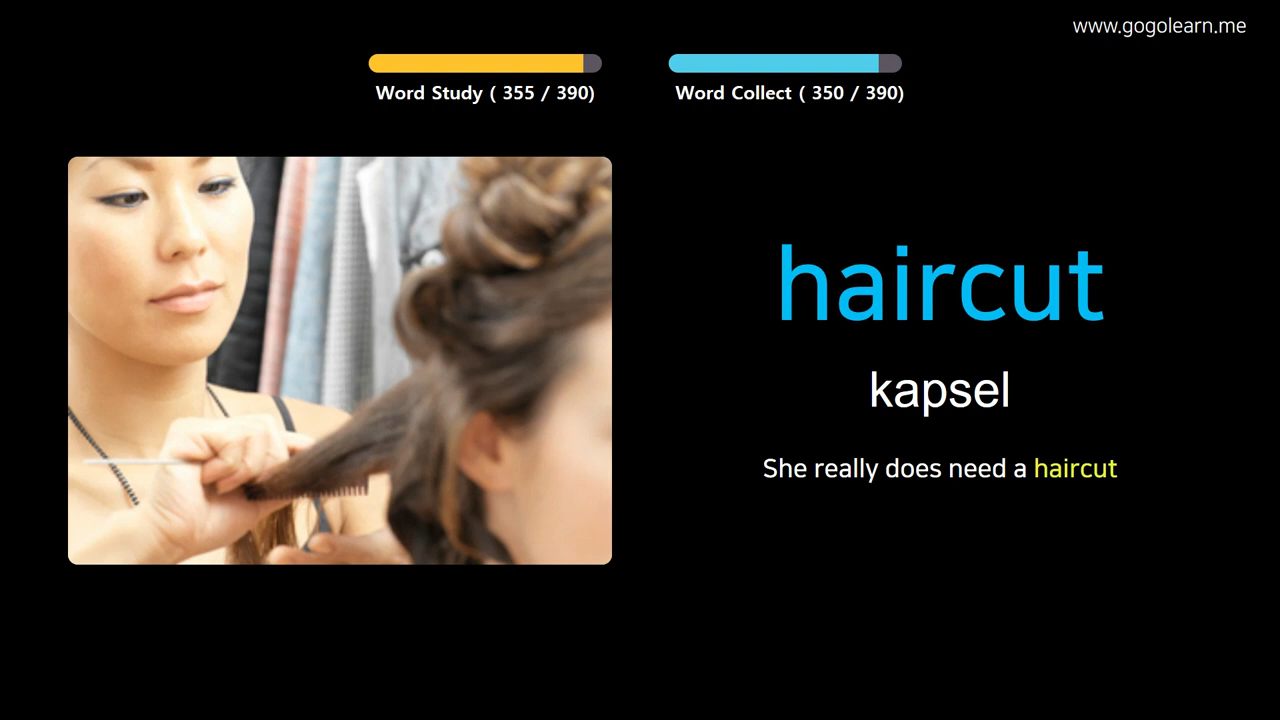 www.gogolearn.me
Word Study ( 355 / 390)
Word Collect ( 350 / 390)
haircut
kapsel
She really does need a haircut